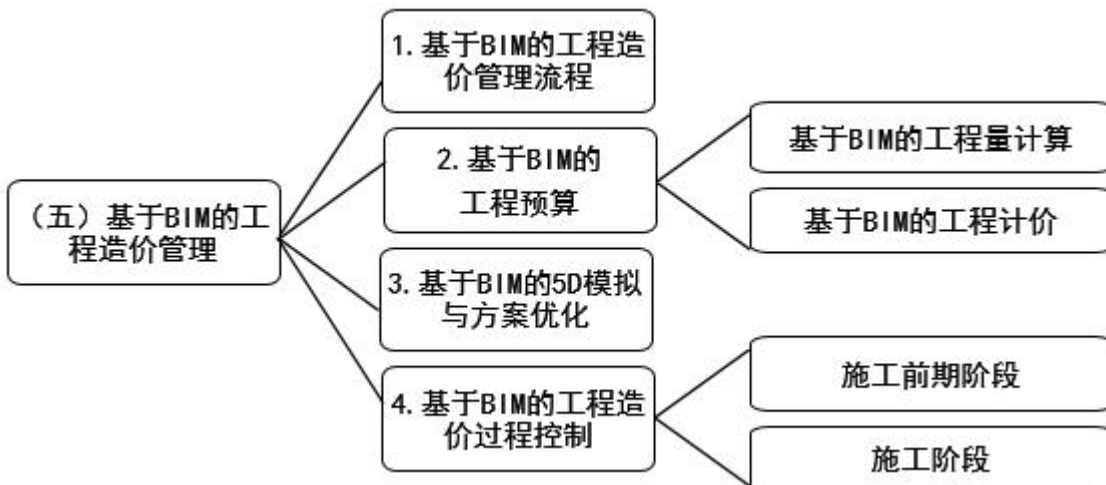 （五）基于BIM的工
程造价管理
1. 基于BIM的工程造
价管理流程
2. 基于BIM的
工程预算
基于BIM的工程量计算
基于BIM的工程计价
3. 基于BIM的5D模拟
与方案优化
4. 基于BIM的工程造
价过程控制
施工前期阶段
施工阶段